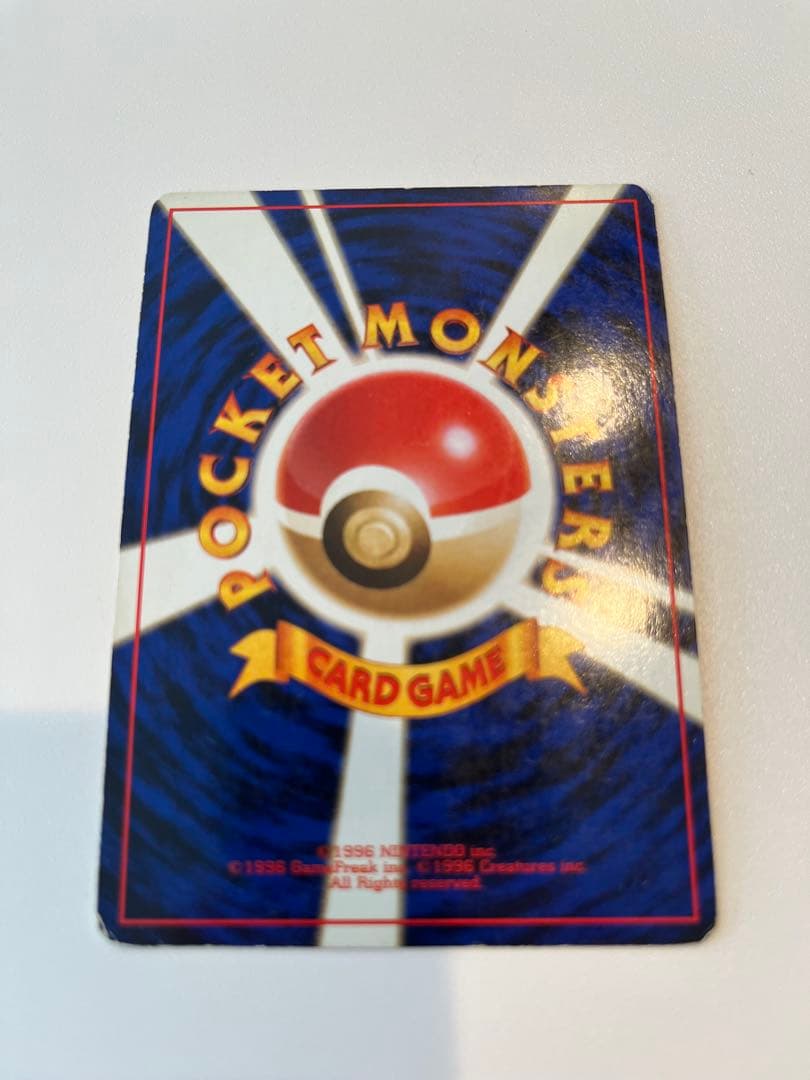 POCKET MONSTERS
CARD GAME
©1996 NINTENDO inc.
©1996 GameFreak inc. ©1996 Creatures inc.
All Rights reserved.